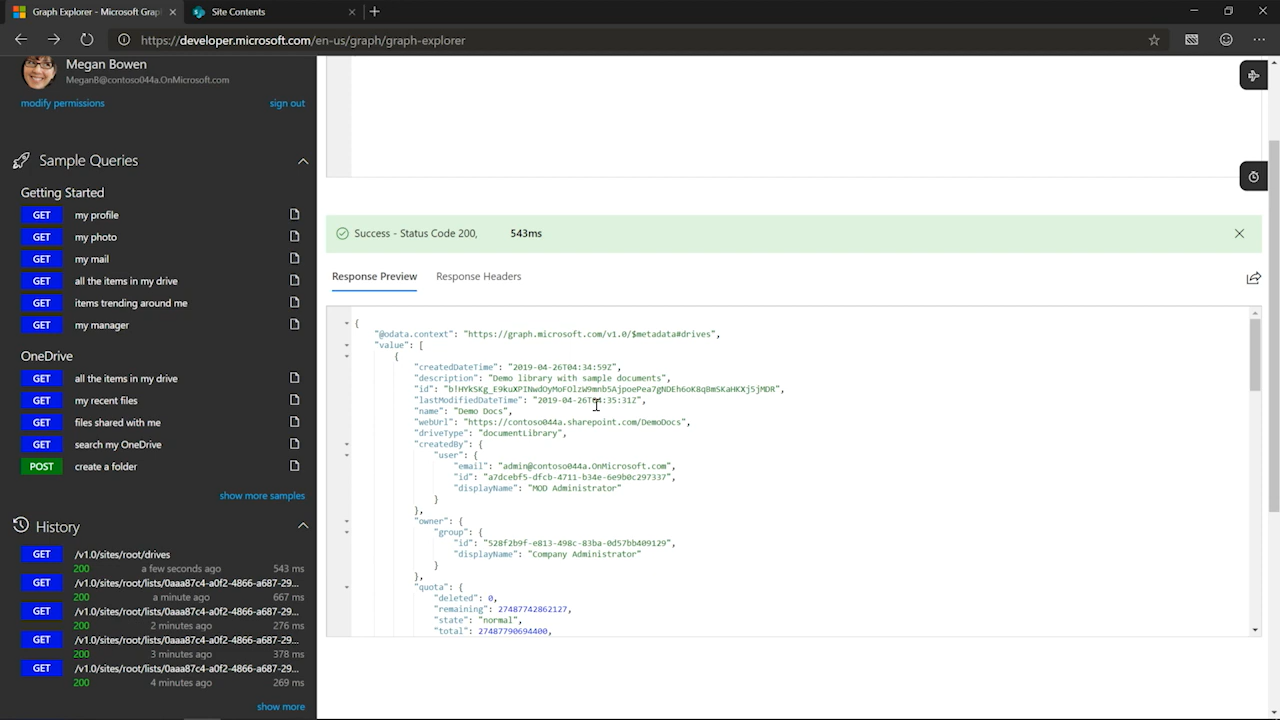 Graph Explorer - Microsoft Grap
Site Contents
https://developer.microsoft.com/en-us/graph/graph-explorer
Megan Bowen
MeganB@contoso044a.OnMicrosoft.com
modify permissions
sign out
Sample Queries
Getting Started
GET my profile
GET my photo
GET my mail
GET all the items in my drive
GET items trending around me
GET my manager
OneDrive
GET all the items in my drive
GET my recent files
GET files shared with me
GET search my OneDrive
POST create a folder
show more samples
History
GET /v1.0/sites/root/drives
200 a few seconds ago 543 ms
GET /v1.0/sites/root/lists/0aaa87c4-a0f2-4866-a687-29...
200 a minute ago 667 ms
GET /v1.0/sites/root/lists/0aaa87c4-a0f2-4866-a687-29...
200 2 minutes ago 276 ms
GET /v1.0/sites/root/lists/0aaa87c4-a0f2-4866-a687-29...
200 3 minutes ago 378 ms
GET /v1.0/sites/root/lists/0aaa87c4-a0f2-4866-a687-29...
200 4 minutes ago 269 ms
show more
Success - Status Code 200, 543ms
Response Preview Response Headers
{
"@odata.context": "https://graph.microsoft.com/v1.0/$metadata#drives",
"value": [
{
"createdDateTime": "2019-04-26T04:34:59Z",
"description": "Demo library with sample documents",
"id":
"lastModifiedDateTime": "2019-04-26T04:35:31Z",
"name": "Demo Docs",
"webUrl": "https://contoso044a.sharepoint.com/DemoDocs",
"driveType": "documentLibrary",
"createdBy": {
"user": {
"email": "admin@contoso044a.OnMicrosoft.com",
"id": "a7dcebf5-dfcb-4711-b34e-6e9b0c297337",
"displayName": "MOD Administrator"
}
},
"owner": {
"group": {
"id": "528f2b9f-e813-498c-83ba-0d57bb409129",
"displayName": "Company Administrator"
}
},
"quota": {
"deleted": 0,
"remaining": 27487742862127,
"state": "normal",
"total": 27487790694400,